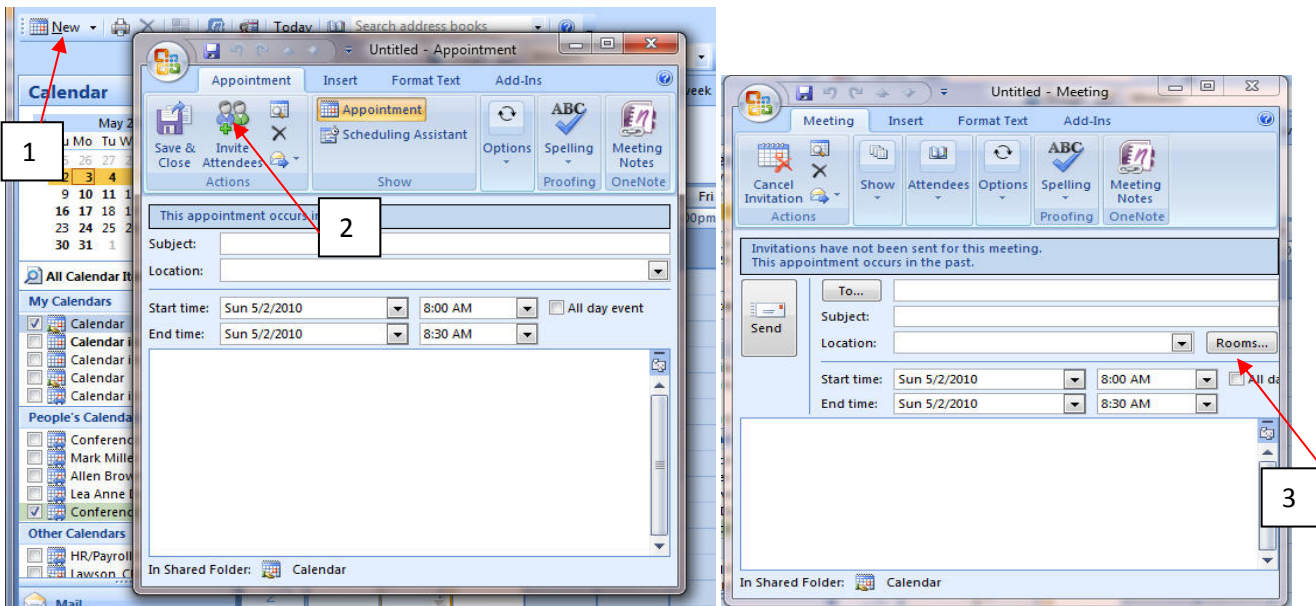 New
Today
Search address books
Untitled - Appointment
Appointment Insert Format Text Add-Ins
Save & Close
Invite Attendees
Actions
Appointment
Scheduling Assistant
Show
Options
ABC
Spelling
Proofing
Meeting Notes
OneNote
This appointment occurs in
Subject:
Location:
Start time: Sun 5/2/2010 8:00 AM All day event
End time: Sun 5/2/2010 8:30 AM
In Shared Folder: Calendar
1
2
Calendar
May 2
u Mo Tu W
26 27 2
2 3 4
9 10 11 1
16 17 18 1
23 24 25 2
30 31 1
All Calendar It
My Calendars
Calendar
Calendar i
Calendar i
Calendar
Calendar i
People's Calenda
Conferenc
Mark Mille
Allen Brow
Lea Anne
Conferenc
Other Calendars
HR/Payroll
Lawson
Mail
2
week
Fri
00pm
Untitled - Meeting
Meeting Insert Format Text Add-Ins
Cancel Invitation
Actions
Show
Attendees
Options
ABC
Spelling
Proofing
Meeting Notes
OneNote
Invitations have not been sent for this meeting.
This appointment occurs in the past.
Send
To...
Subject:
Location: Rooms...
Start time: Sun 5/2/2010 8:00 AM All da
End time: Sun 5/2/2010 8:30 AM
In Shared Folder: Calendar
3